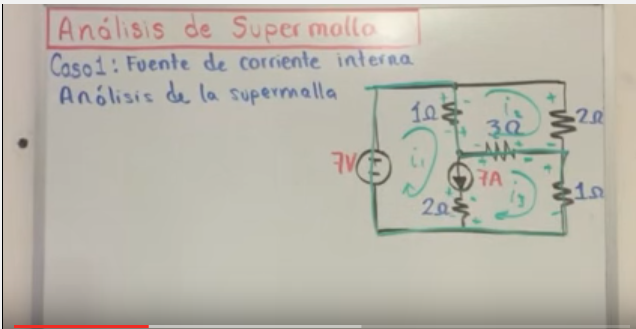 Análisis de Supermalla
Caso1: Fuente de corriente interna
Análisis de la supermalla
1Ω
i₂
2Ω
3Ω
7V
i₁
7A
i₃
1Ω
2Ω